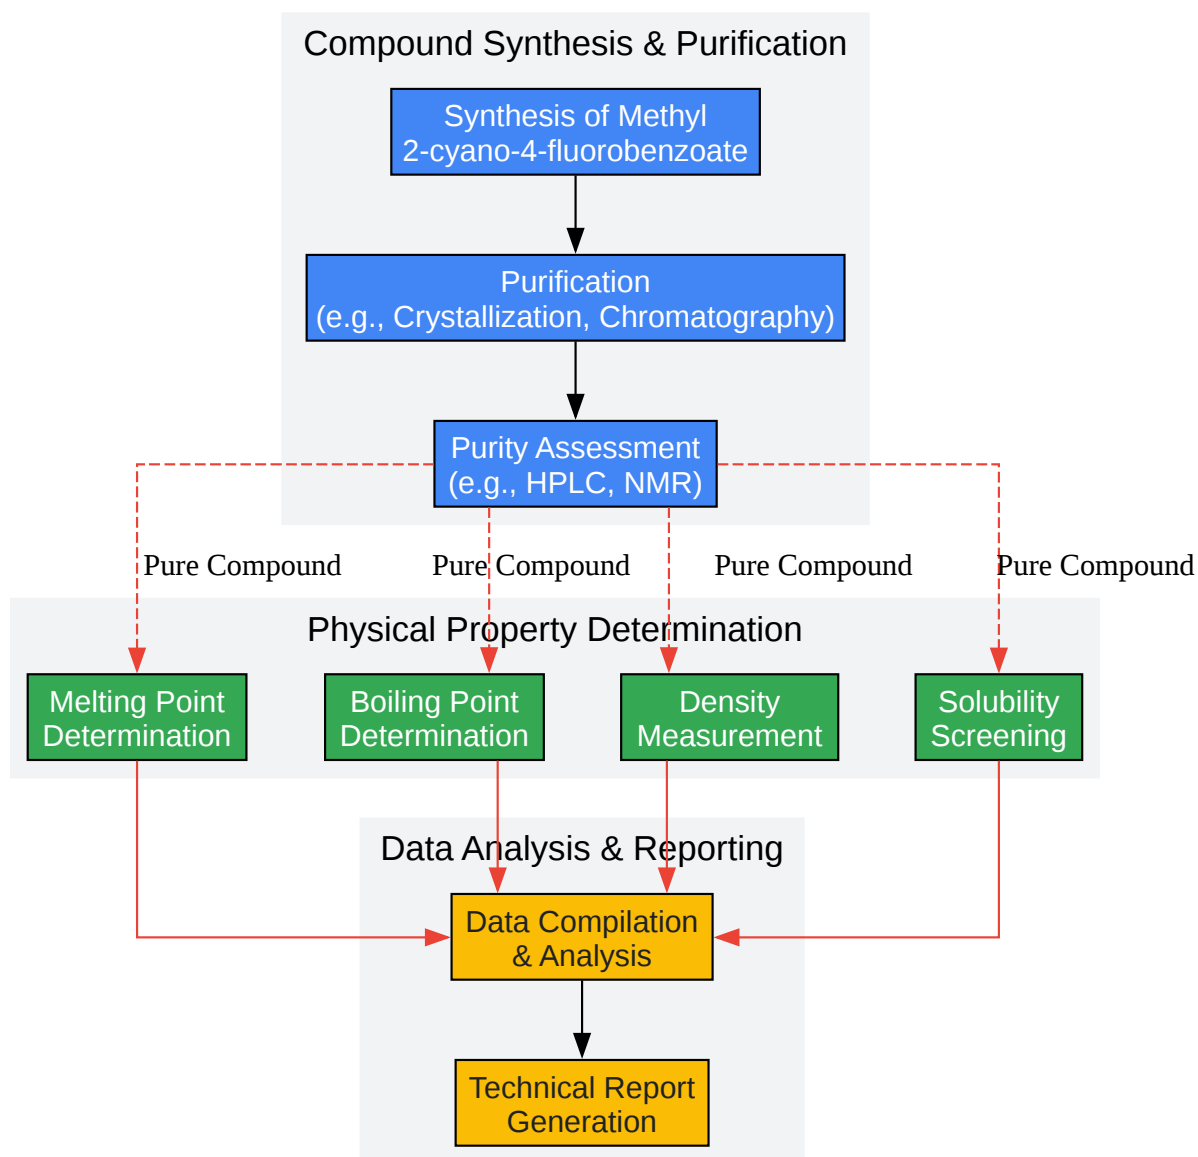 Compound Synthesis & Purification
Synthesis of Methyl
2-cyano-4-fluorobenzoate
Purification
(e.g., Crystallization, Chromatography)
Purity Assessment
(e.g., HPLC, NMR)
Pure Compound
Pure Compound
Pure Compound
Pure Compound
Physical Property Determination
Melting Point
Determination
Boiling Point
Determination
Density
Measurement
Solubility
Screening
Data Analysis & Reporting
Data Compilation
& Analysis
Technical Report
Generation